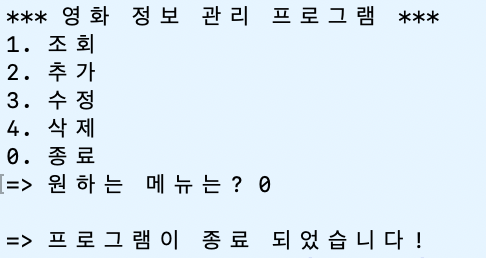 *** 영화 정보 관리 프로그램 ***
1. 조회
2. 추가
3. 수정
4. 삭제
0. 종료
=> 원하는 메뉴는? 0
=> 프로그램이 종료 되었습니다!